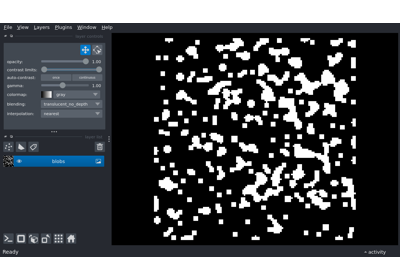 File View Layers Plugins Window Help
opacity: 1.00
contrast limits:
auto-contrast: once continuous
gamma: 1.00
colormap: gray
blending: translucent_no_depth
interpolation: nearest
blobs
Ready activity